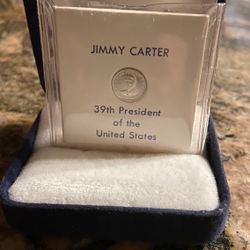 JIMMY CARTER
39th President
of the
United States